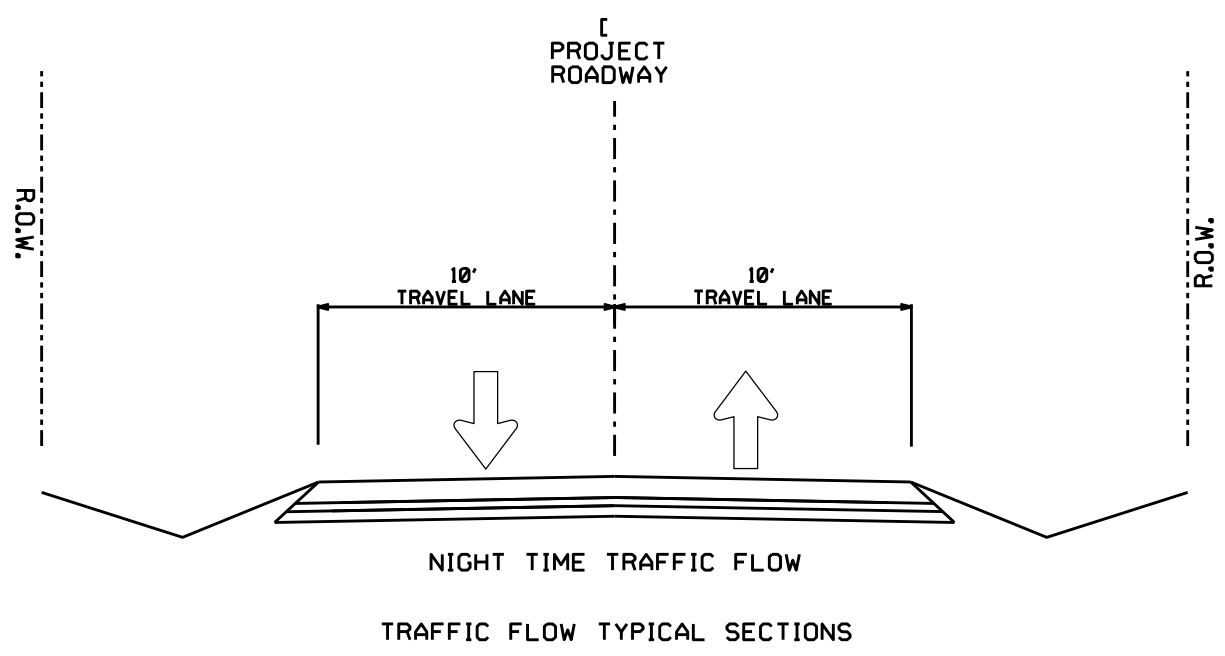 [
PROJECT
ROADWAY
R.O.W.
R.O.W.
10'
TRAVEL LANE
10'
TRAVEL LANE
NIGHT TIME TRAFFIC FLOW
TRAFFIC FLOW TYPICAL SECTIONS